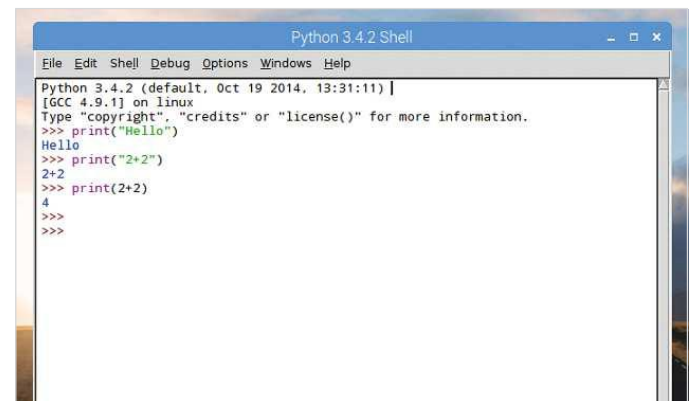 Python 3.4.2 Shell
File Edit Shell Debug Options Windows Help
Python 3.4.2 (default, Oct 19 2014, 13:31:11)
[GCC 4.9.1] on linux
Type "copyright", "credits" or "license()" for more information.
>>> print("Hello")
Hello
>>> print("2+2")
2+2
>>> print(2+2)
4
>>>
>>>